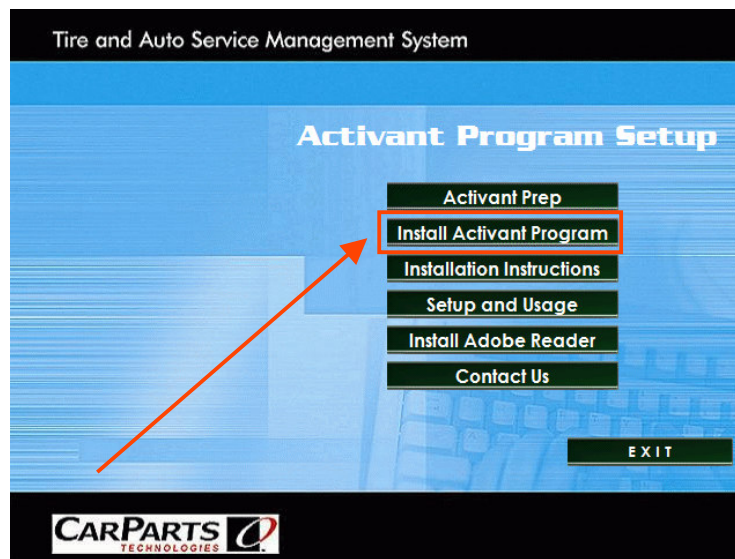 Tire and Auto Service Management System
Activant Program Setup
Activant Prep
Install Activant Program
Installation Instructions
Setup and Usage
Install Adobe Reader
Contact Us
EXIT
CARPARTS
TECHNOLOGIES